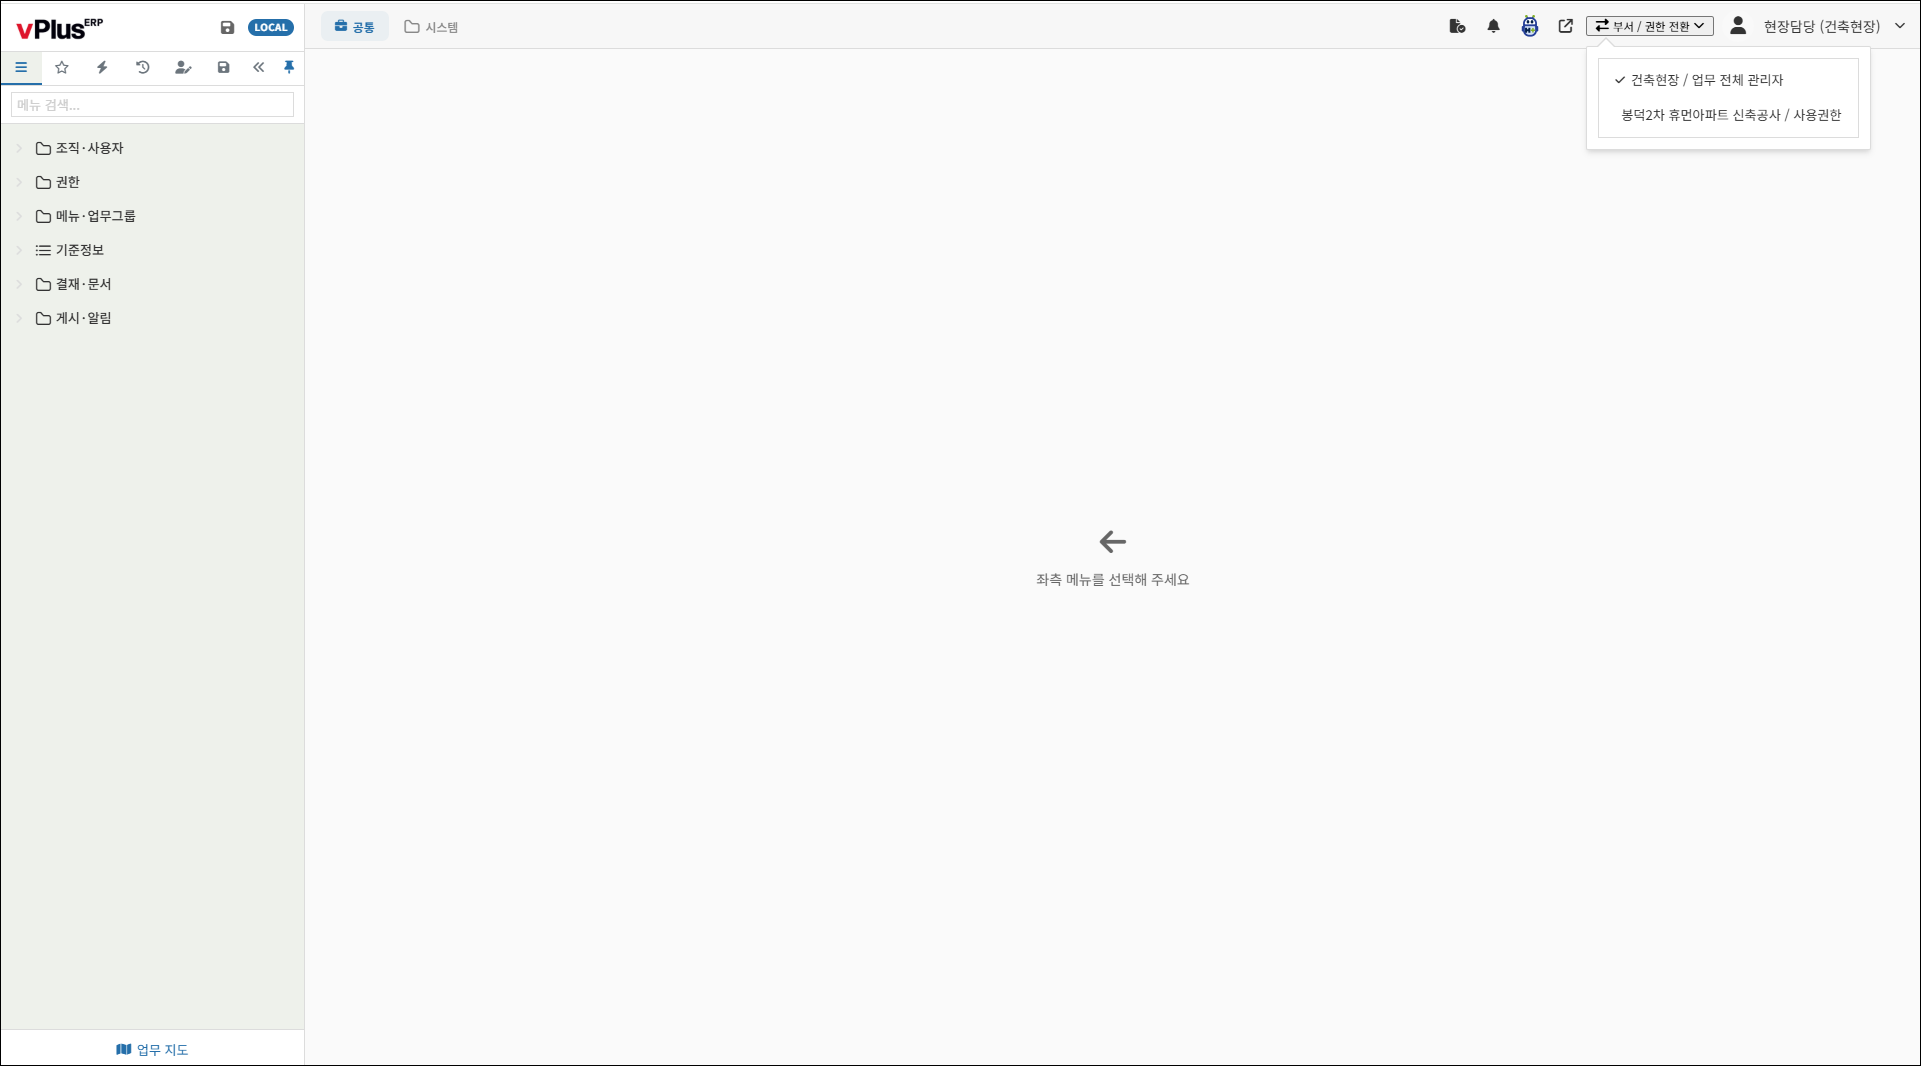 vPlus ERP
LOCAL
공통
시스템
부서 / 권한 전환
현장담당 (건축현장)
건축현장 / 업무 전체 관리자
봉덕2차 휴먼아파트 신축공사 / 사용권한
메뉴 검색...
조직·사용자
권한
메뉴·업무그룹
기준정보
결재·문서
게시·알림
좌측 메뉴를 선택해 주세요
업무 지도